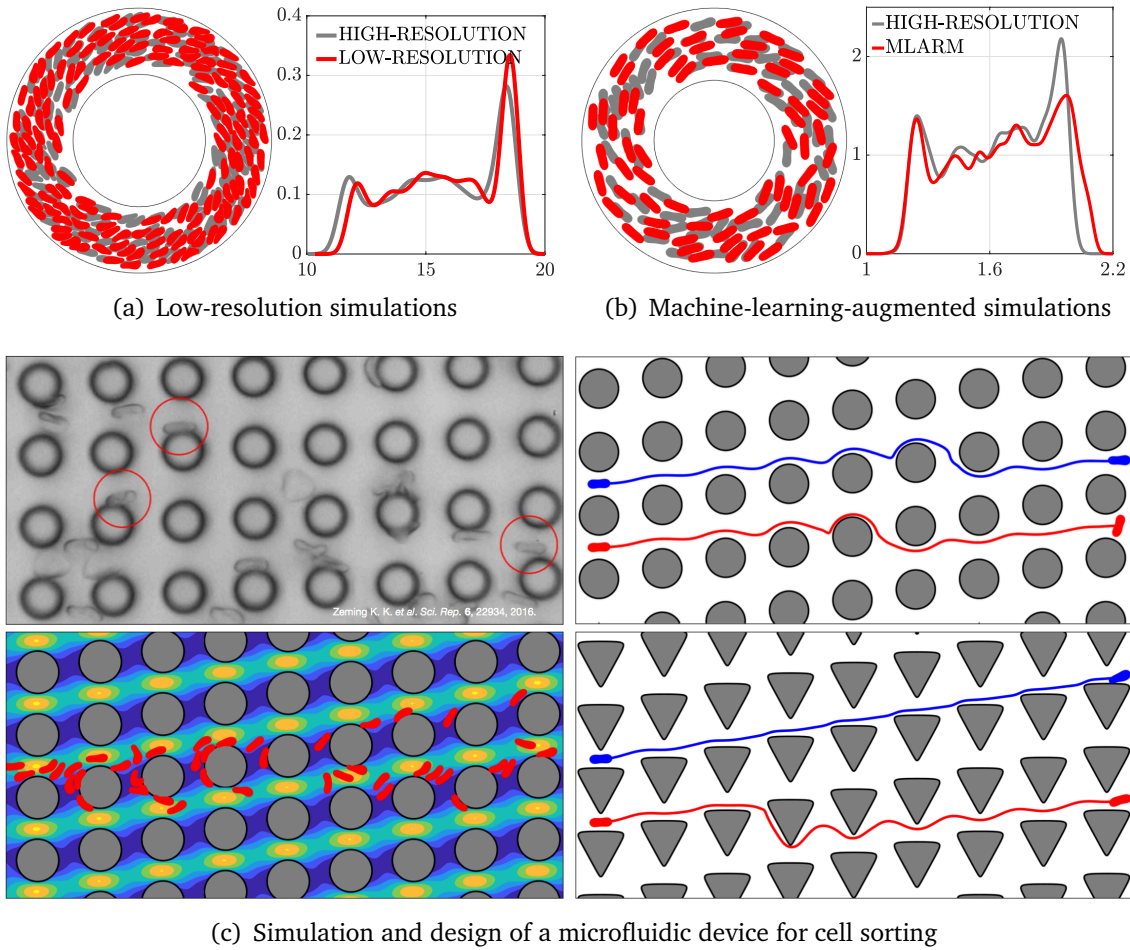 0.4
HIGH-RESOLUTION
LOW-RESOLUTION
0.3
0.2
0.1
0
10
15
20
HIGH-RESOLUTION
MLARM
2
1
0
1
1.6
2.2
(a) Low-resolution simulations
(b) Machine-learning-augmented simulations
Zeming K. K. et al. Sci. Rep. 6, 22934, 2016.
(c) Simulation and design of a microfluidic device for cell sorting